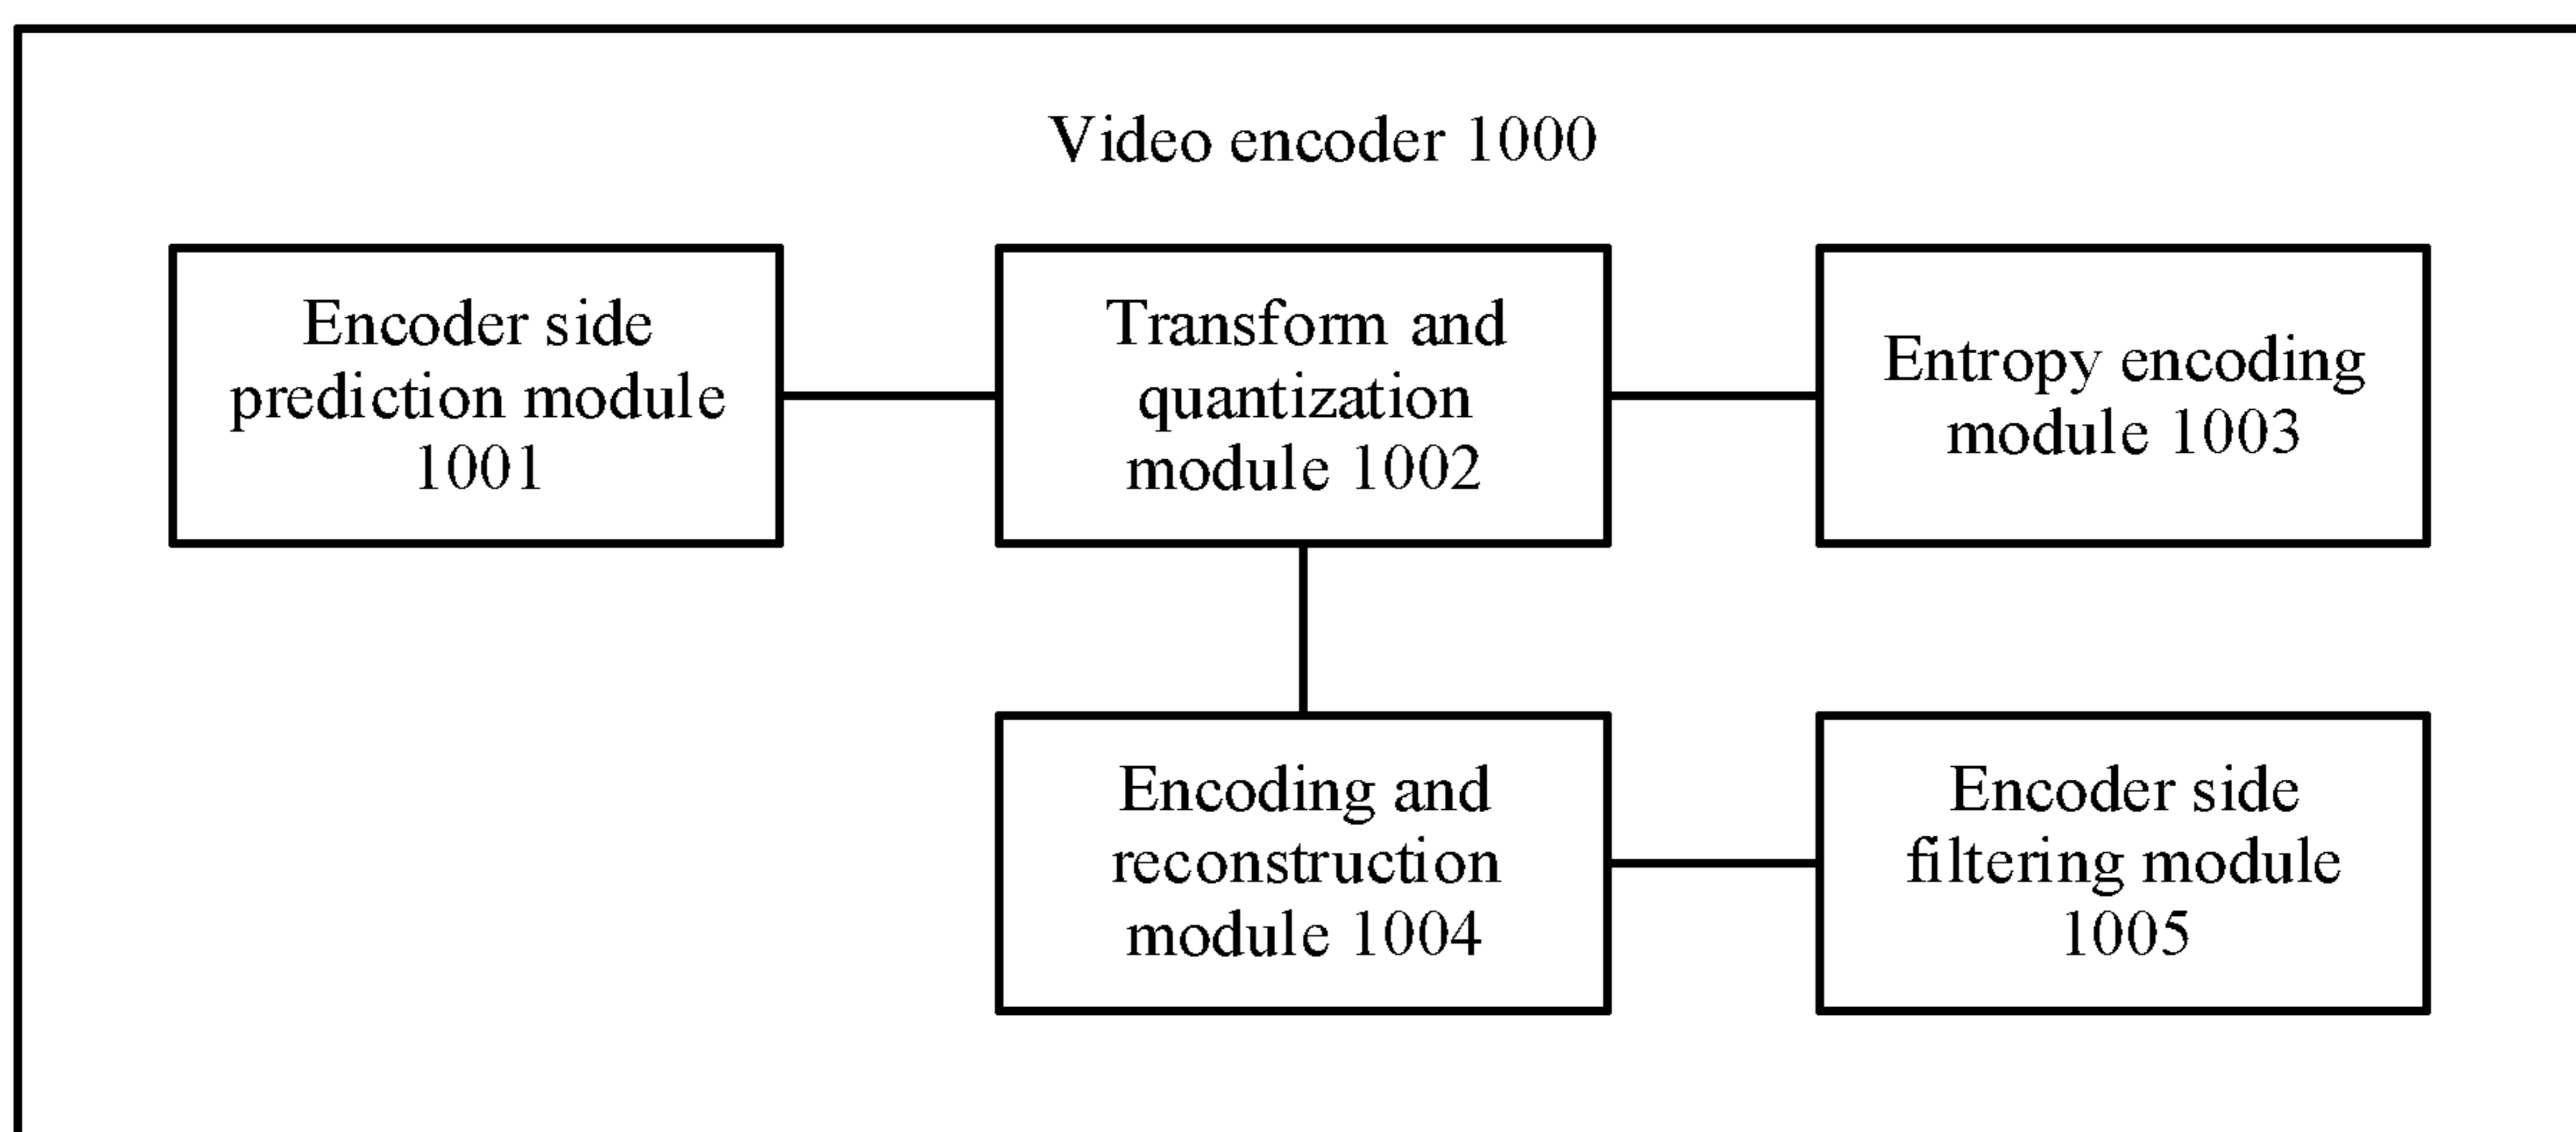 Video encoder 1000
Encoder side
prediction module
1001
Transform and
quantization
module 1002
Entropy encoding
module 1003
Encoding and
reconstruction
module 1004
Encoder side
filtering module
1005